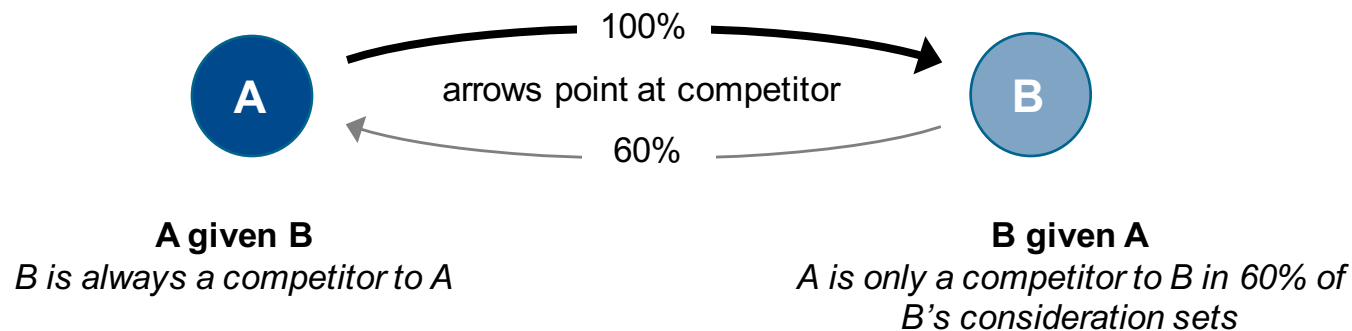 100%
A
arrows point at competitor
B
60%
A given B
B is always a competitor to A
B given A
A is only a competitor to B in 60% of
B's consideration sets